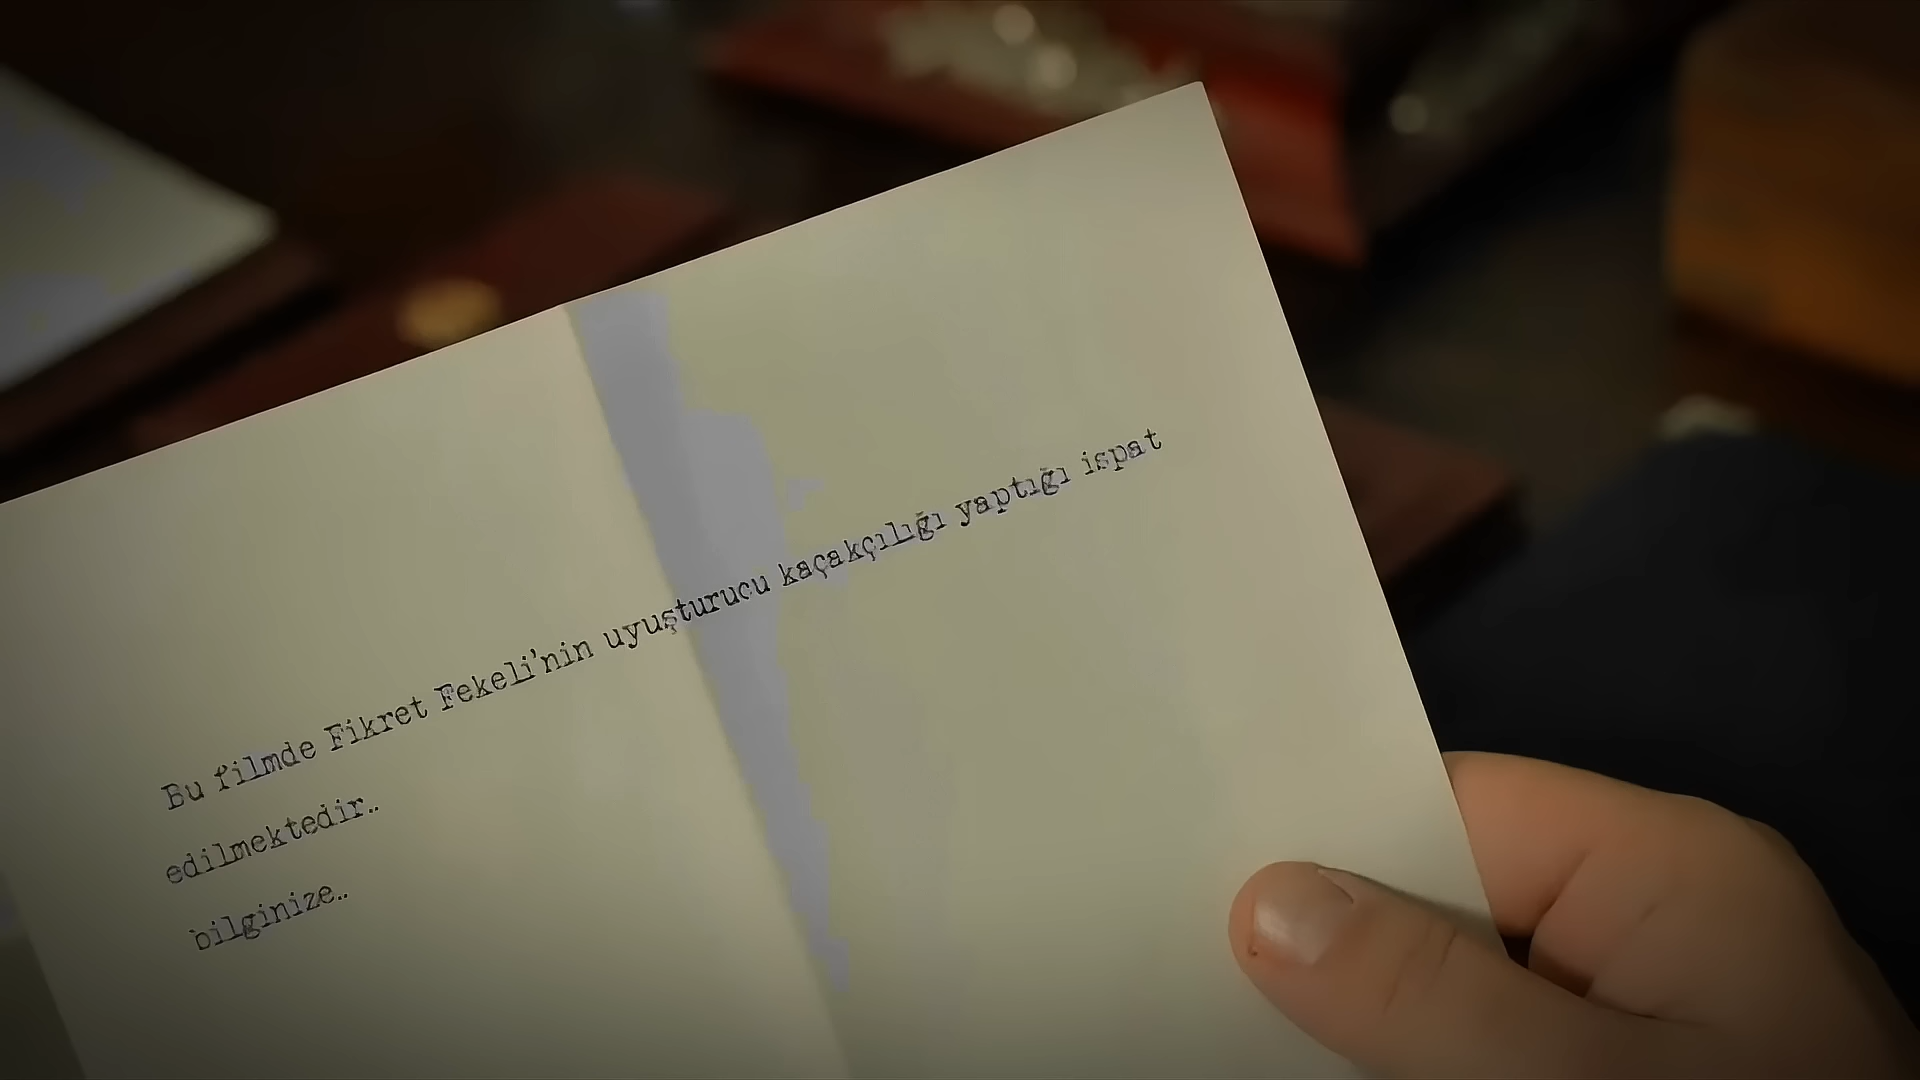 Bu filmde Fikret Fekeli'nin uyuşturucu kaçakçılığı yaptığı ispat
edilmektedir..
bilginize..